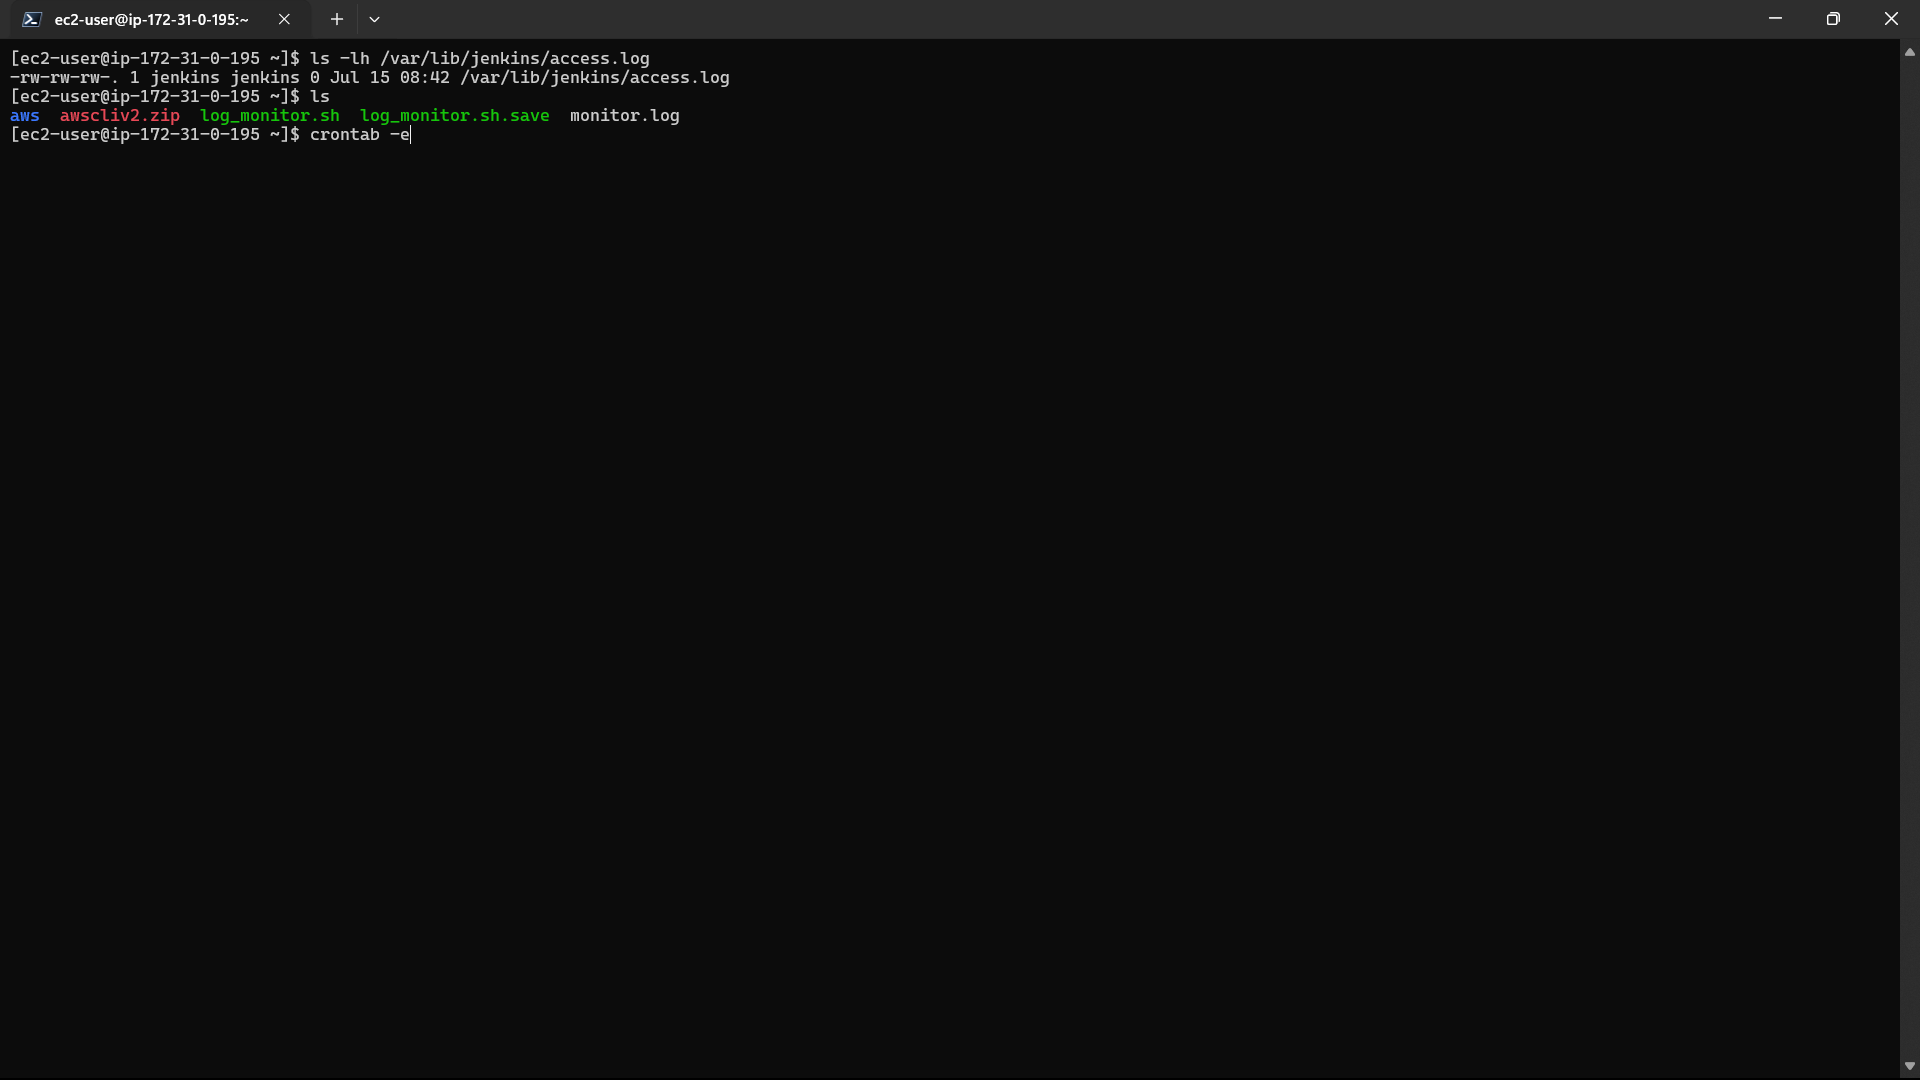 ec2-user@ip-172-31-0-195:~
[ec2-user@ip-172-31-0-195 ~]$ ls -lh /var/lib/jenkins/access.log
-rw-rw-rw-. 1 jenkins jenkins 0 Jul 15 08:42 /var/lib/jenkins/access.log
[ec2-user@ip-172-31-0-195 ~]$ ls
aws  awscliv2.zip  log_monitor.sh  log_monitor.sh.save  monitor.log
[ec2-user@ip-172-31-0-195 ~]$ crontab -e